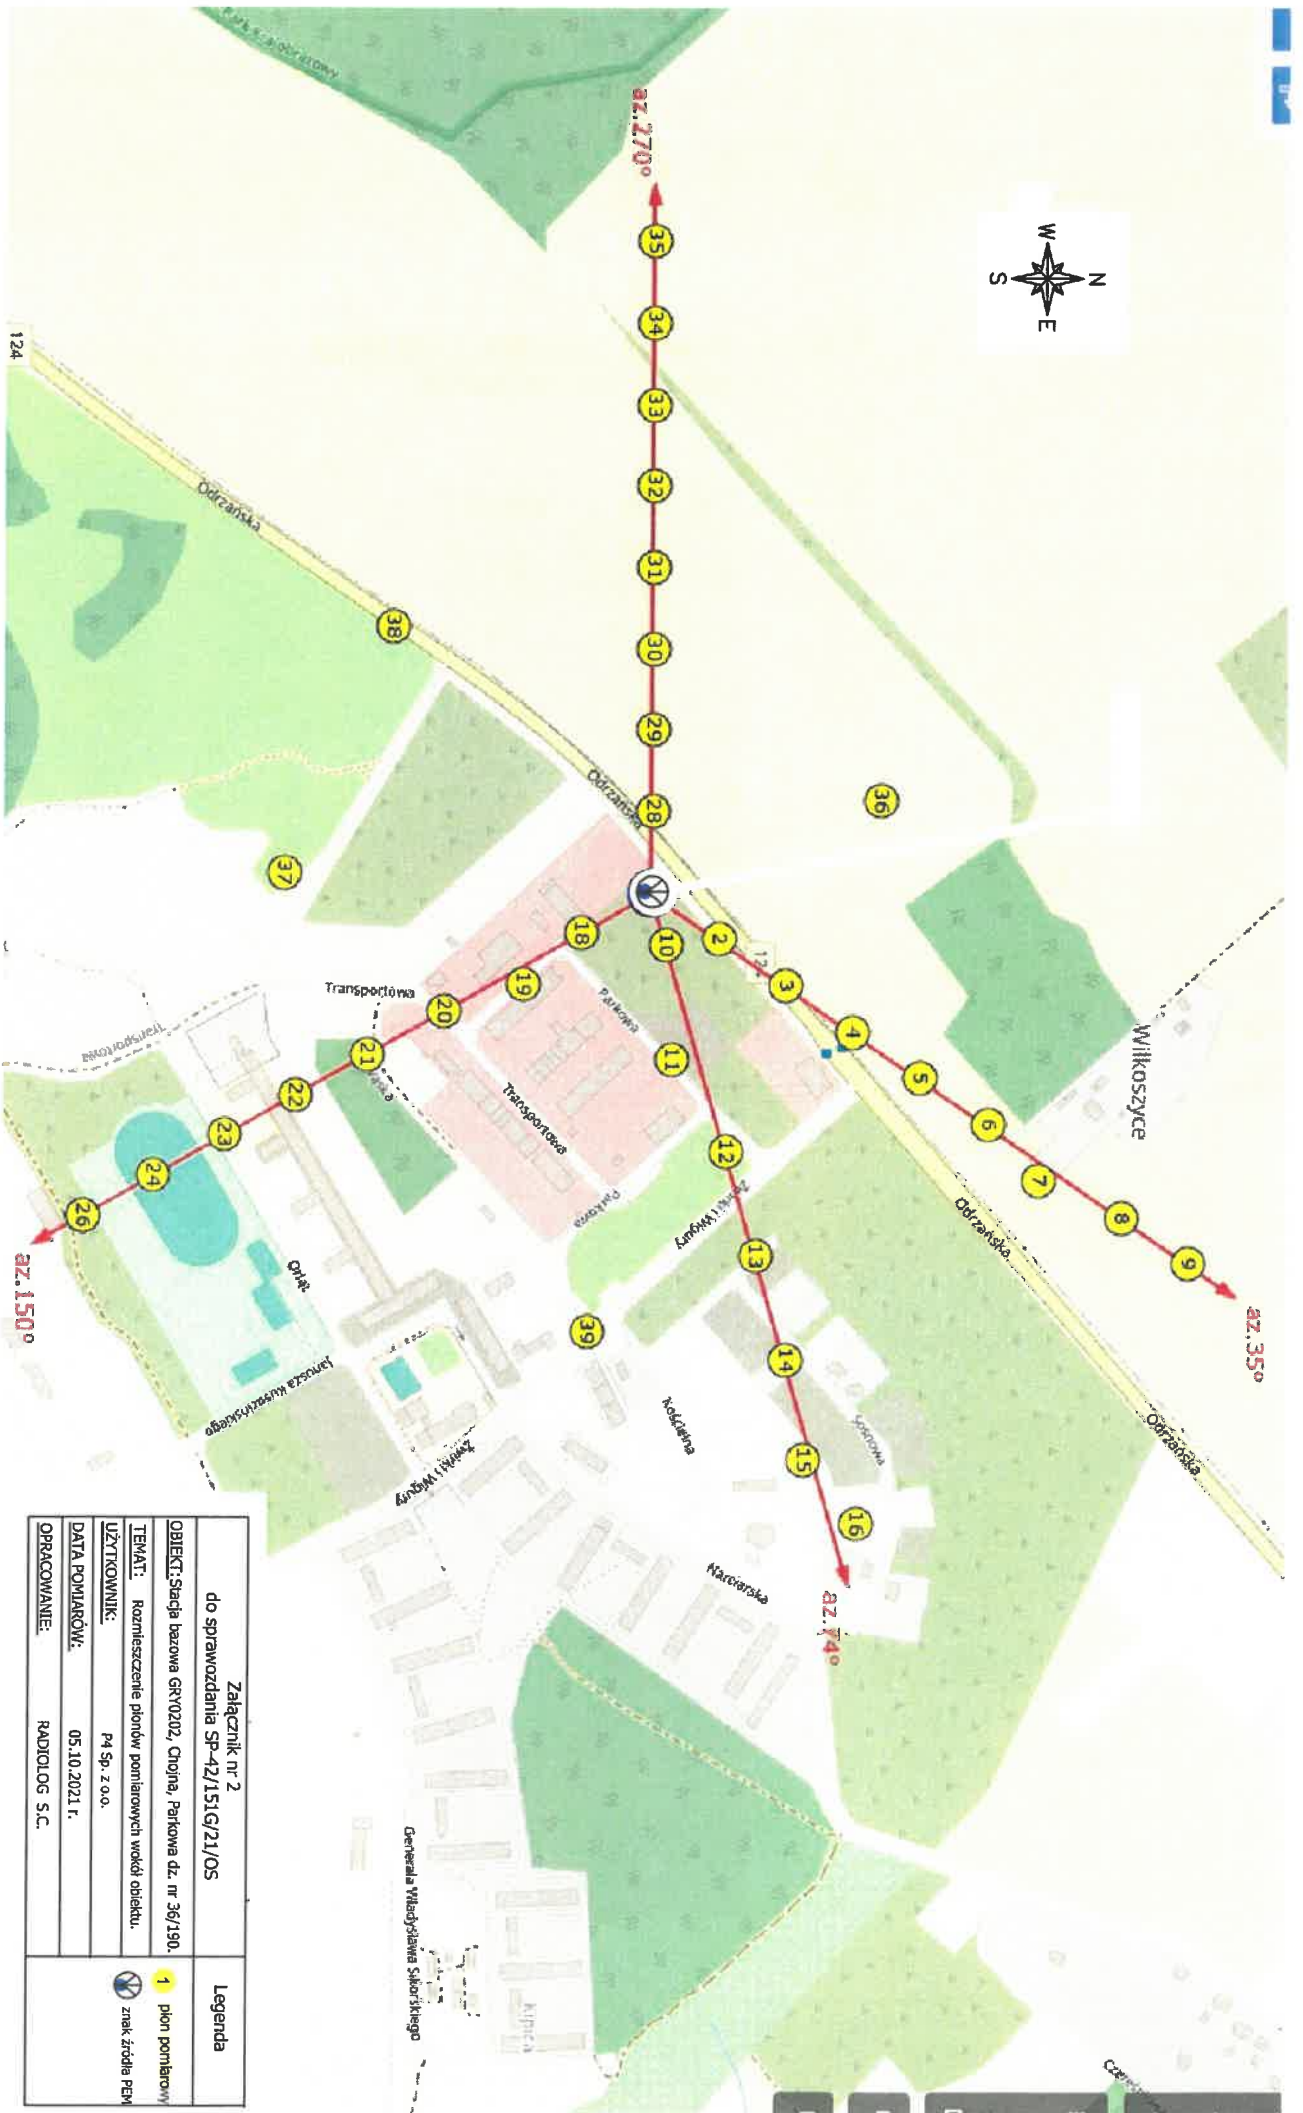 az.270°
az.35°
az.74°
az.150°
N
W
E
S
35
34
33
32
31
30
29
28
36
38
37
2
3
4
5
6
7
8
9
10
11
12
13
14
15
16
18
19
20
21
22
23
24
26
39
124
Wilkoszyce
Odrzańska
Odrzańska
Odrzańska
Odrzańska
Parkowa
Parkowa
Transportowa
Transportowa
Transportowa
Żwirki i Wigury
Żwirki i Wigury
Orląt
Janusza Kusocińskiego
Kościelna
Sosnowa
Narciarska
Generała Władysława Sikorskiego
Załącznik nr 2
do sprawozdania SP-42/151G/21/OS
OBIEKT: Stacja bazowa GRY0202, Chojna, Parkowa dz. nr 36/190.
TEMAT: Rozmieszczenie pionów pomiarowych wokół obiektu.
UŻYTKOWNIK: P4 Sp. z o.o.
DATA POMIARÓW: 05.10.2021 r.
OPRACOWANIE: RADIOLOG S.C.
Legenda
1 pion pomiarowy
znak źródła PEM